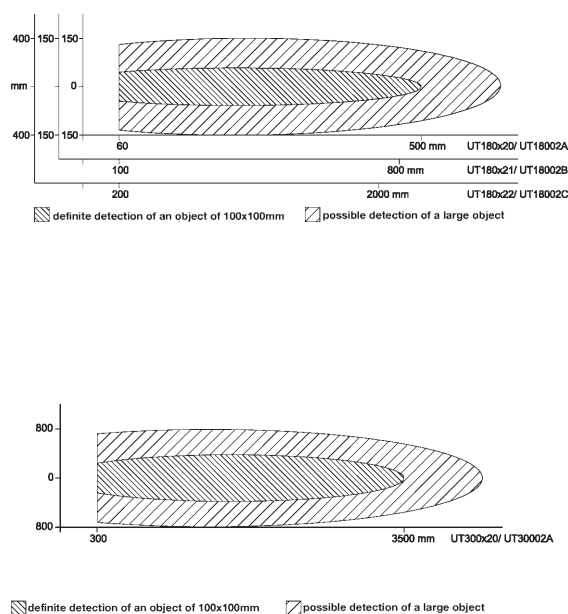 400 150 150
mm 0
400 150 150
60 500 mm UT180x20/ UT18002A
100 800 mm UT180x21/ UT18002B
200 2000 mm UT180x22/ UT18002C
definite detection of an object of 100x100mm possible detection of a large object
800
0
800
300 3500 mm UT300x20/ UT30002A
definite detection of an object of 100x100mm possible detection of a large object